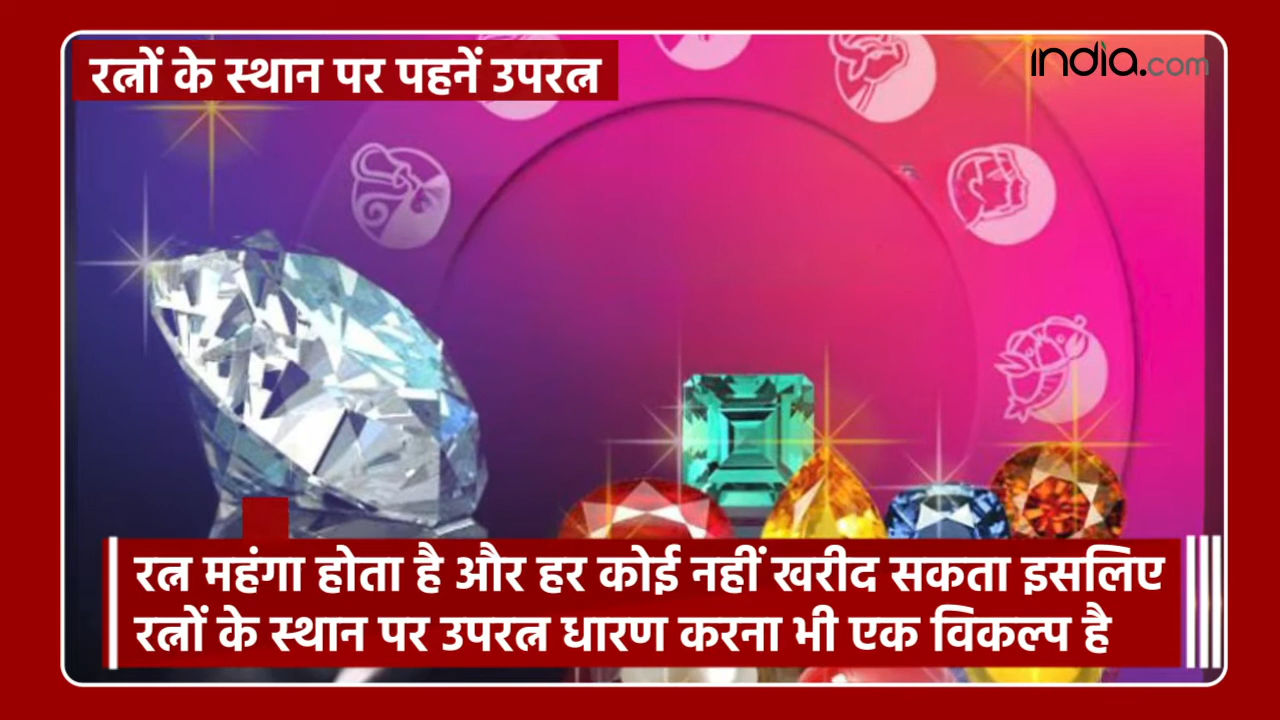 रत्नों के स्थान पर पहनें उपरत्न
india.com
रत्न महंगा होता है और हर कोई नहीं खरीद सकता इसलिए
रत्नों के स्थान पर उपरत्न धारण करना भी एक विकल्प है